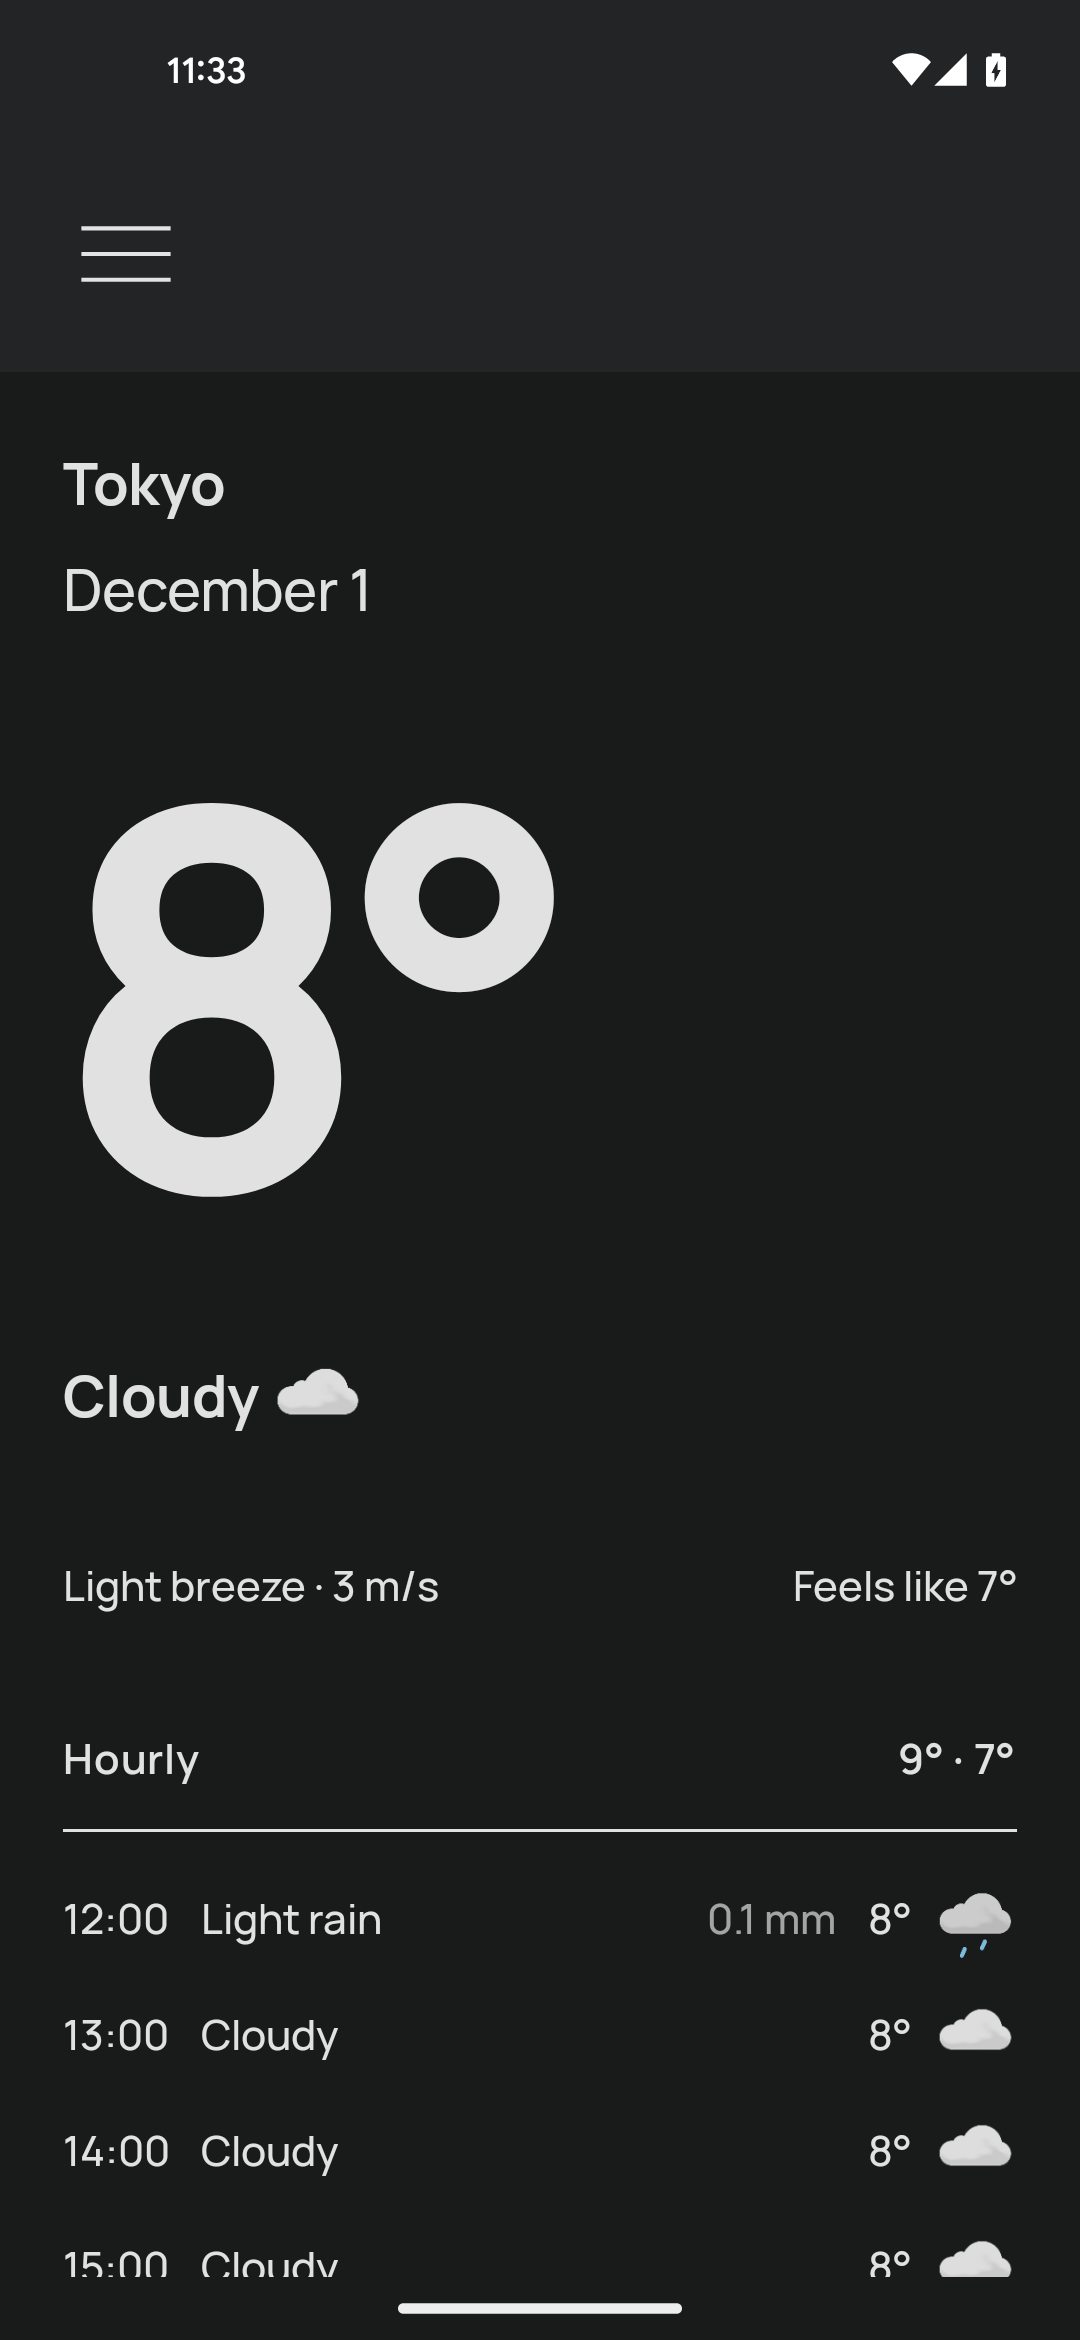 11:33
Tokyo
December 1
8°
Cloudy
Light breeze · 3 m/s
Feels like 7°
Hourly
9° · 7°
12:00 Light rain 0.1 mm 8°
13:00 Cloudy 8°
14:00 Cloudy 8°
15:00 Cloudy 8°